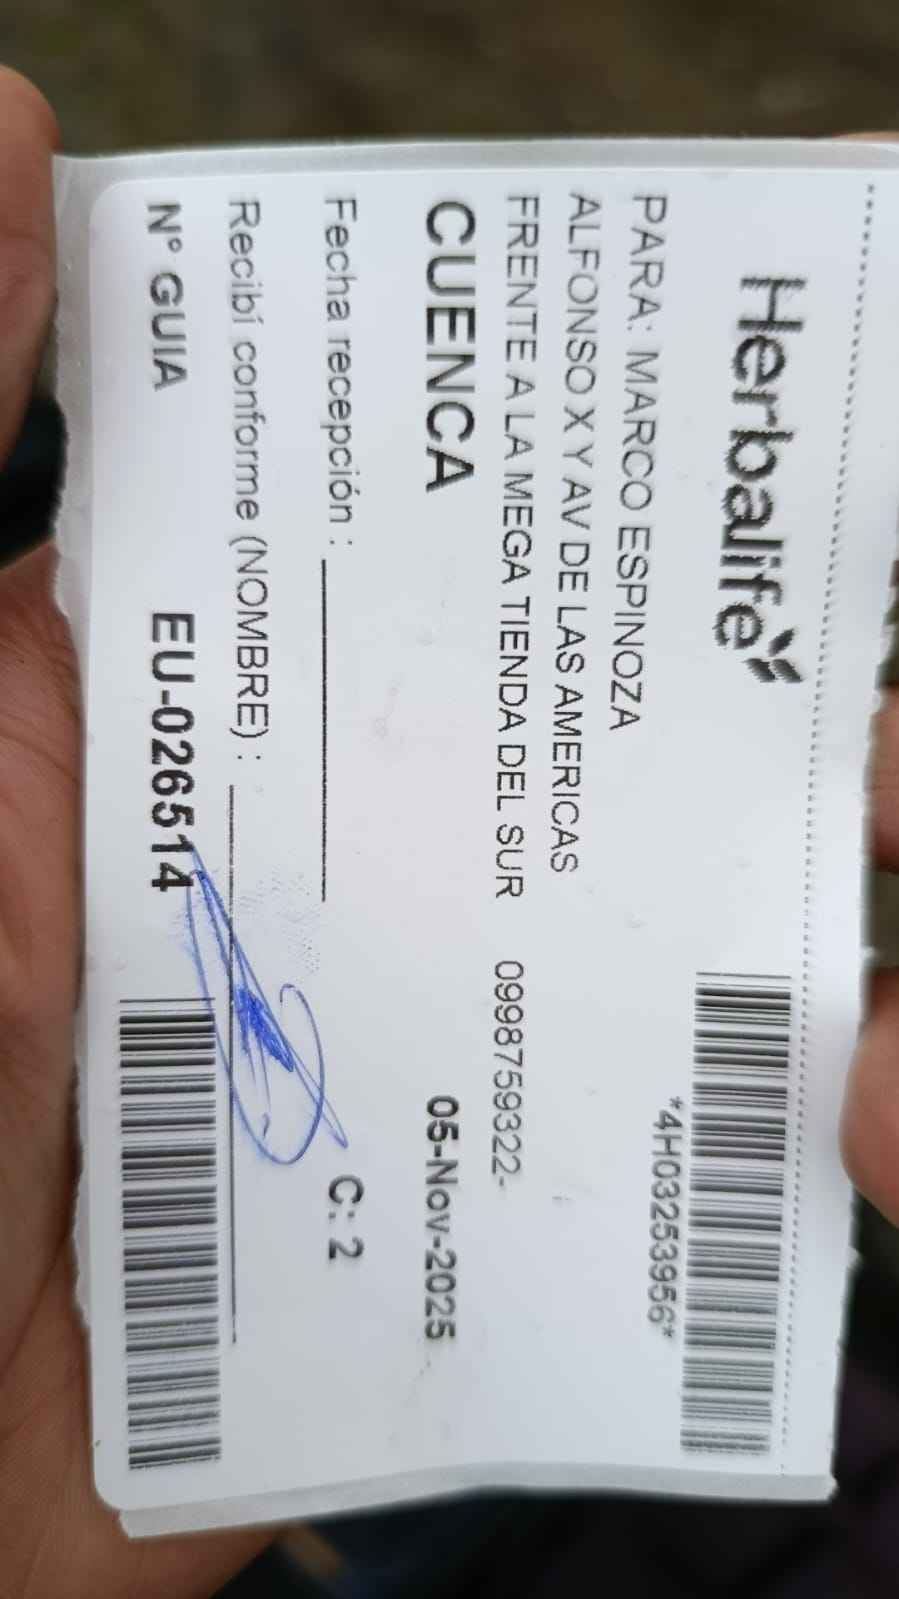 Herbalife
*4H03253956*
PARA: MARCO ESPINOZA
ALFONSO X Y AV DE LAS AMERICAS
FRENTE A LA MEGA TIENDA DEL SUR 0998759322-
CUENCA 05-Nov-2025
Fecha recepción : C: 2
Recibí conforme (NOMBRE) :
N° GUIA EU-026514